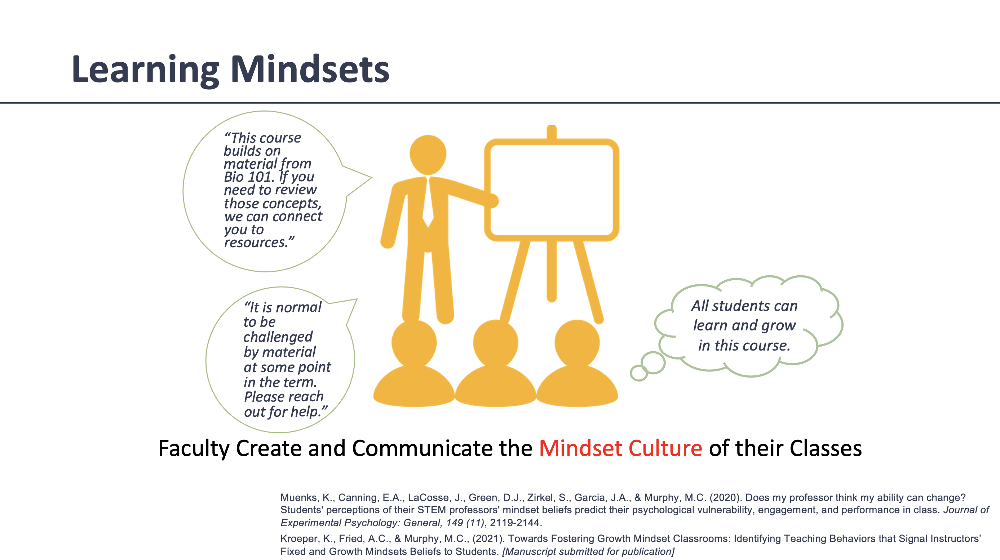 Learning Mindsets
“This course
builds on
material from
Bio 101. If you
need to review
those concepts,
we can connect
you to
resources.”
“It is normal
to be
challenged
by material
at some point
in the term.
Please reach
out for help.”
All students can
learn and grow
in this course.
Faculty Create and Communicate the Mindset Culture of their Classes
Muenks, K., Canning, E.A., LaCosse, J., Green, D.J., Zirkel, S., Garcia, J.A., & Murphy, M.C. (2020). Does my professor think my ability can change?
Students' perceptions of their STEM professors' mindset beliefs predict their psychological vulnerability, engagement, and performance in class. Journal of
Experimental Psychology: General, 149 (11), 2119-2144.
Kroeper, K., Fried, A.C., & Murphy, M.C., (2021). Towards Fostering Growth Mindset Classrooms: Identifying Teaching Behaviors that Signal Instructors’
Fixed and Growth Mindsets Beliefs to Students. [Manuscript submitted for publication]